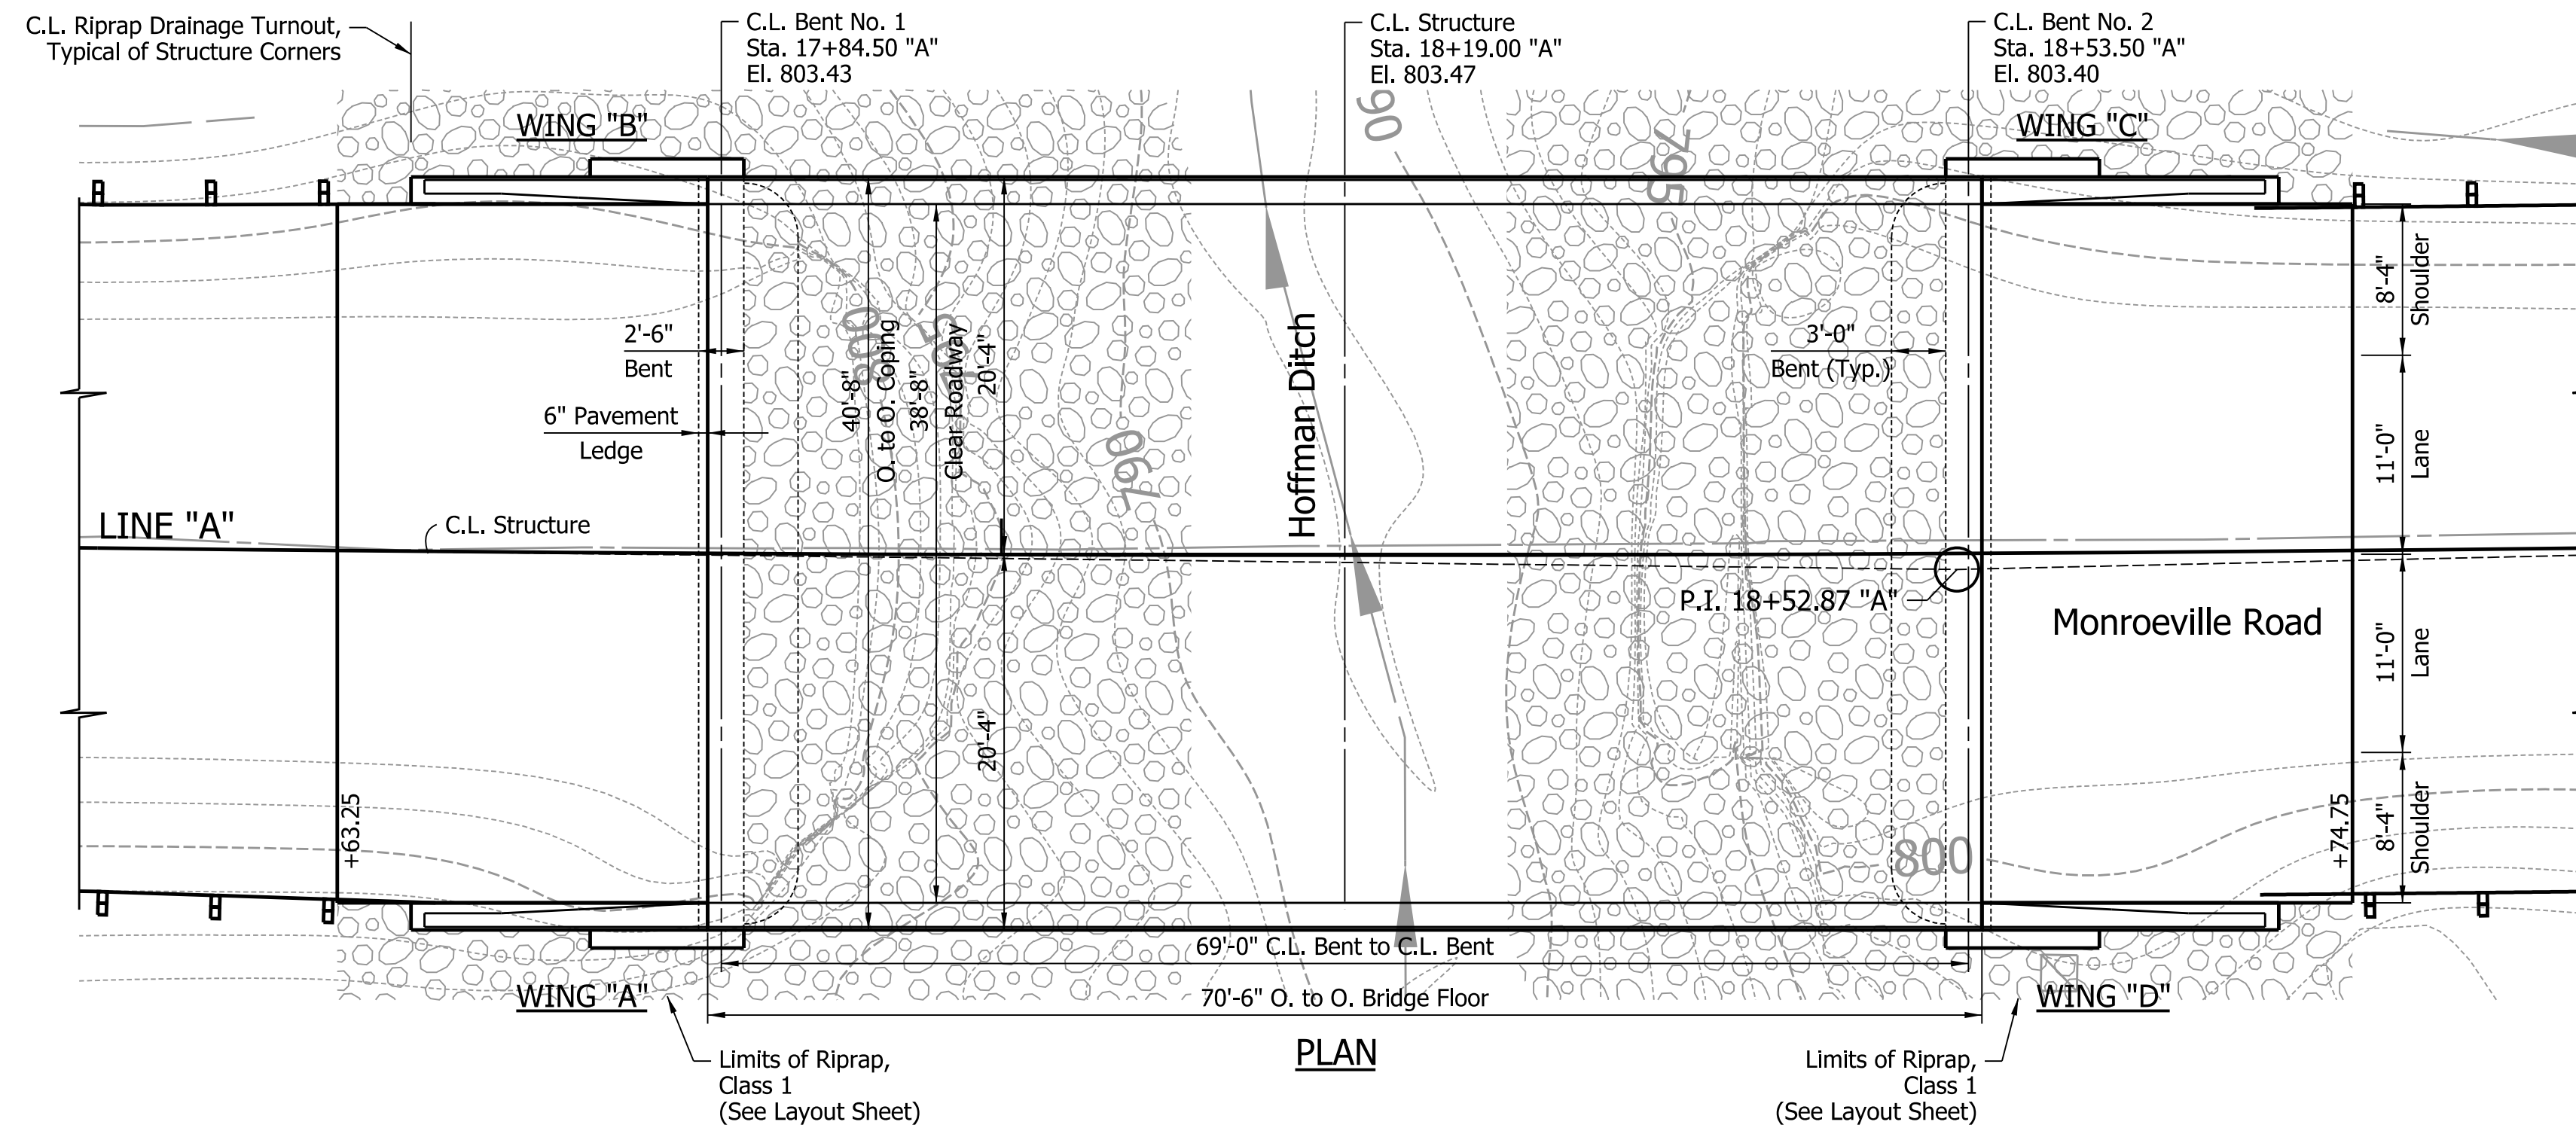 C.L. Riprap Drainage Turnout,
Typical of Structure Corners
C.L. Bent No. 1
Sta. 17+84.50 "A"
El. 803.43
C.L. Structure
Sta. 18+19.00 "A"
El. 803.47
C.L. Bent No. 2
Sta. 18+53.50 "A"
El. 803.40
WING "B"
WING "C"
90
795
2'-6"
Bent
6" Pavement
Ledge
800
795
790
40'-8"
O. to O. Coping
38'-8"
Clear Roadway
20'-4"
20'-4"
Hoffman Ditch
3'-0"
Bent (Typ.)
8'-4"
Shoulder
11'-0"
Lane
11'-0"
Lane
8'-4"
Shoulder
LINE "A"
C.L. Structure
P.I. 18+52.87 "A"
Monroeville Road
+63.25
+74.75
800
69'-0" C.L. Bent to C.L. Bent
70'-6" O. to O. Bridge Floor
WING "A"
WING "D"
PLAN
Limits of Riprap,
Class 1
(See Layout Sheet)
Limits of Riprap,
Class 1
(See Layout Sheet)